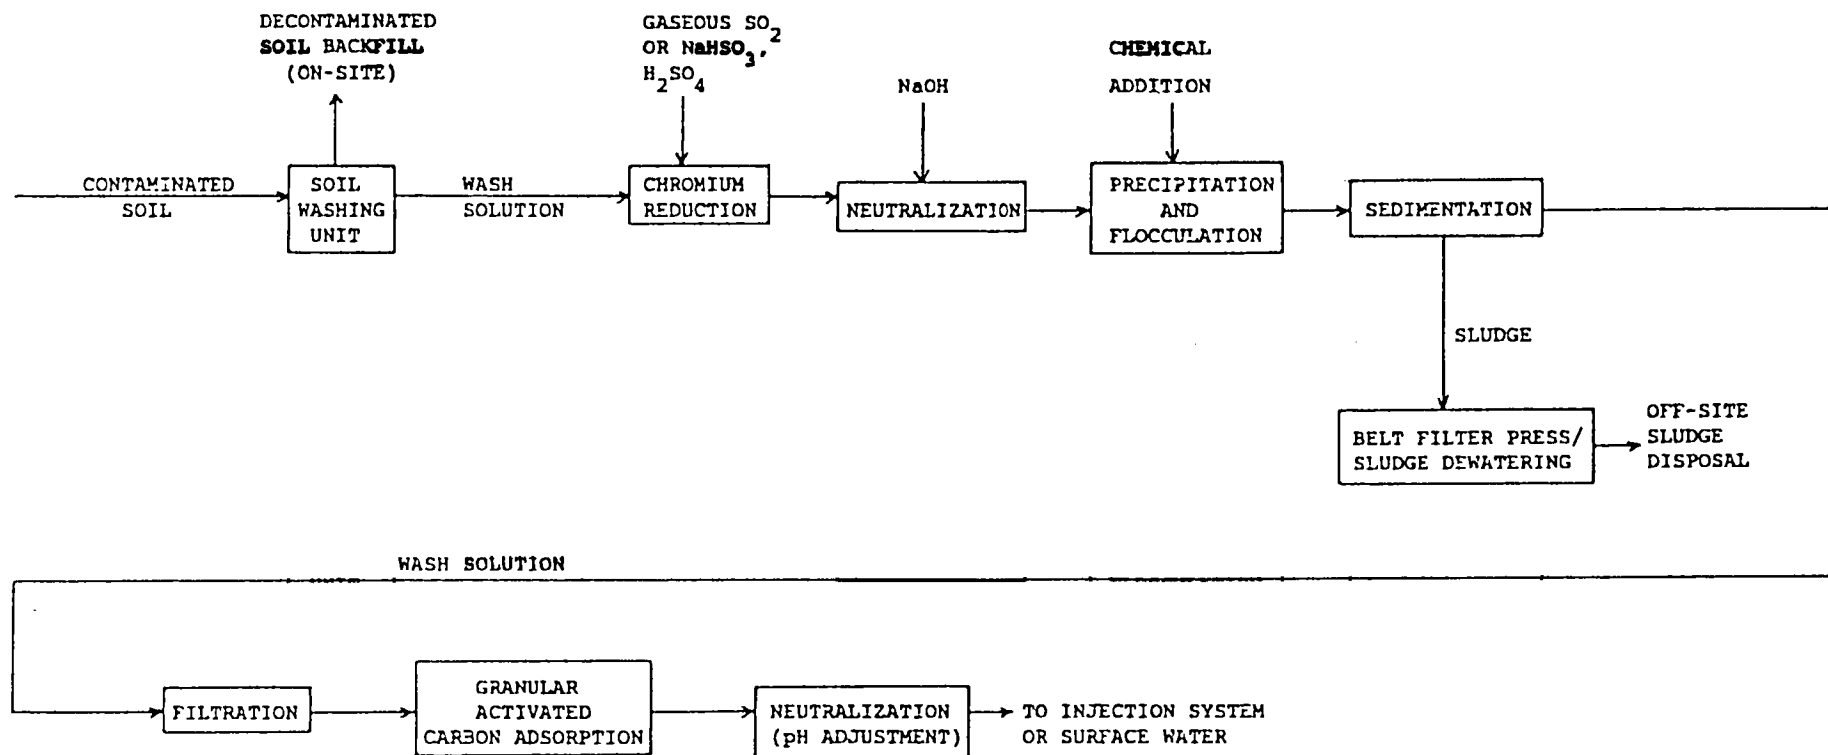 DECONTAMINATED
SOIL BACKFILL
(ON-SITE)
GASEOUS SO2
OR NaHSO3,
H2SO4
NaOH
CHEMICAL
ADDITION
CONTAMINATED
SOIL
SOIL
WASHING
UNIT
WASH
SOLUTION
CHROMIUM
REDUCTION
NEUTRALIZATION
PRECIPITATION
AND
FLOCCULATION
SEDIMENTATION
SLUDGE
BELT FILTER PRESS/
SLUDGE DEWATERING
OFF-SITE
SLUDGE
DISPOSAL
WASH SOLUTION
FILTRATION
GRANULAR
ACTIVATED
CARBON ADSORPTION
NEUTRALIZATION
(pH ADJUSTMENT)
TO INJECTION SYSTEM
OR SURFACE WATER